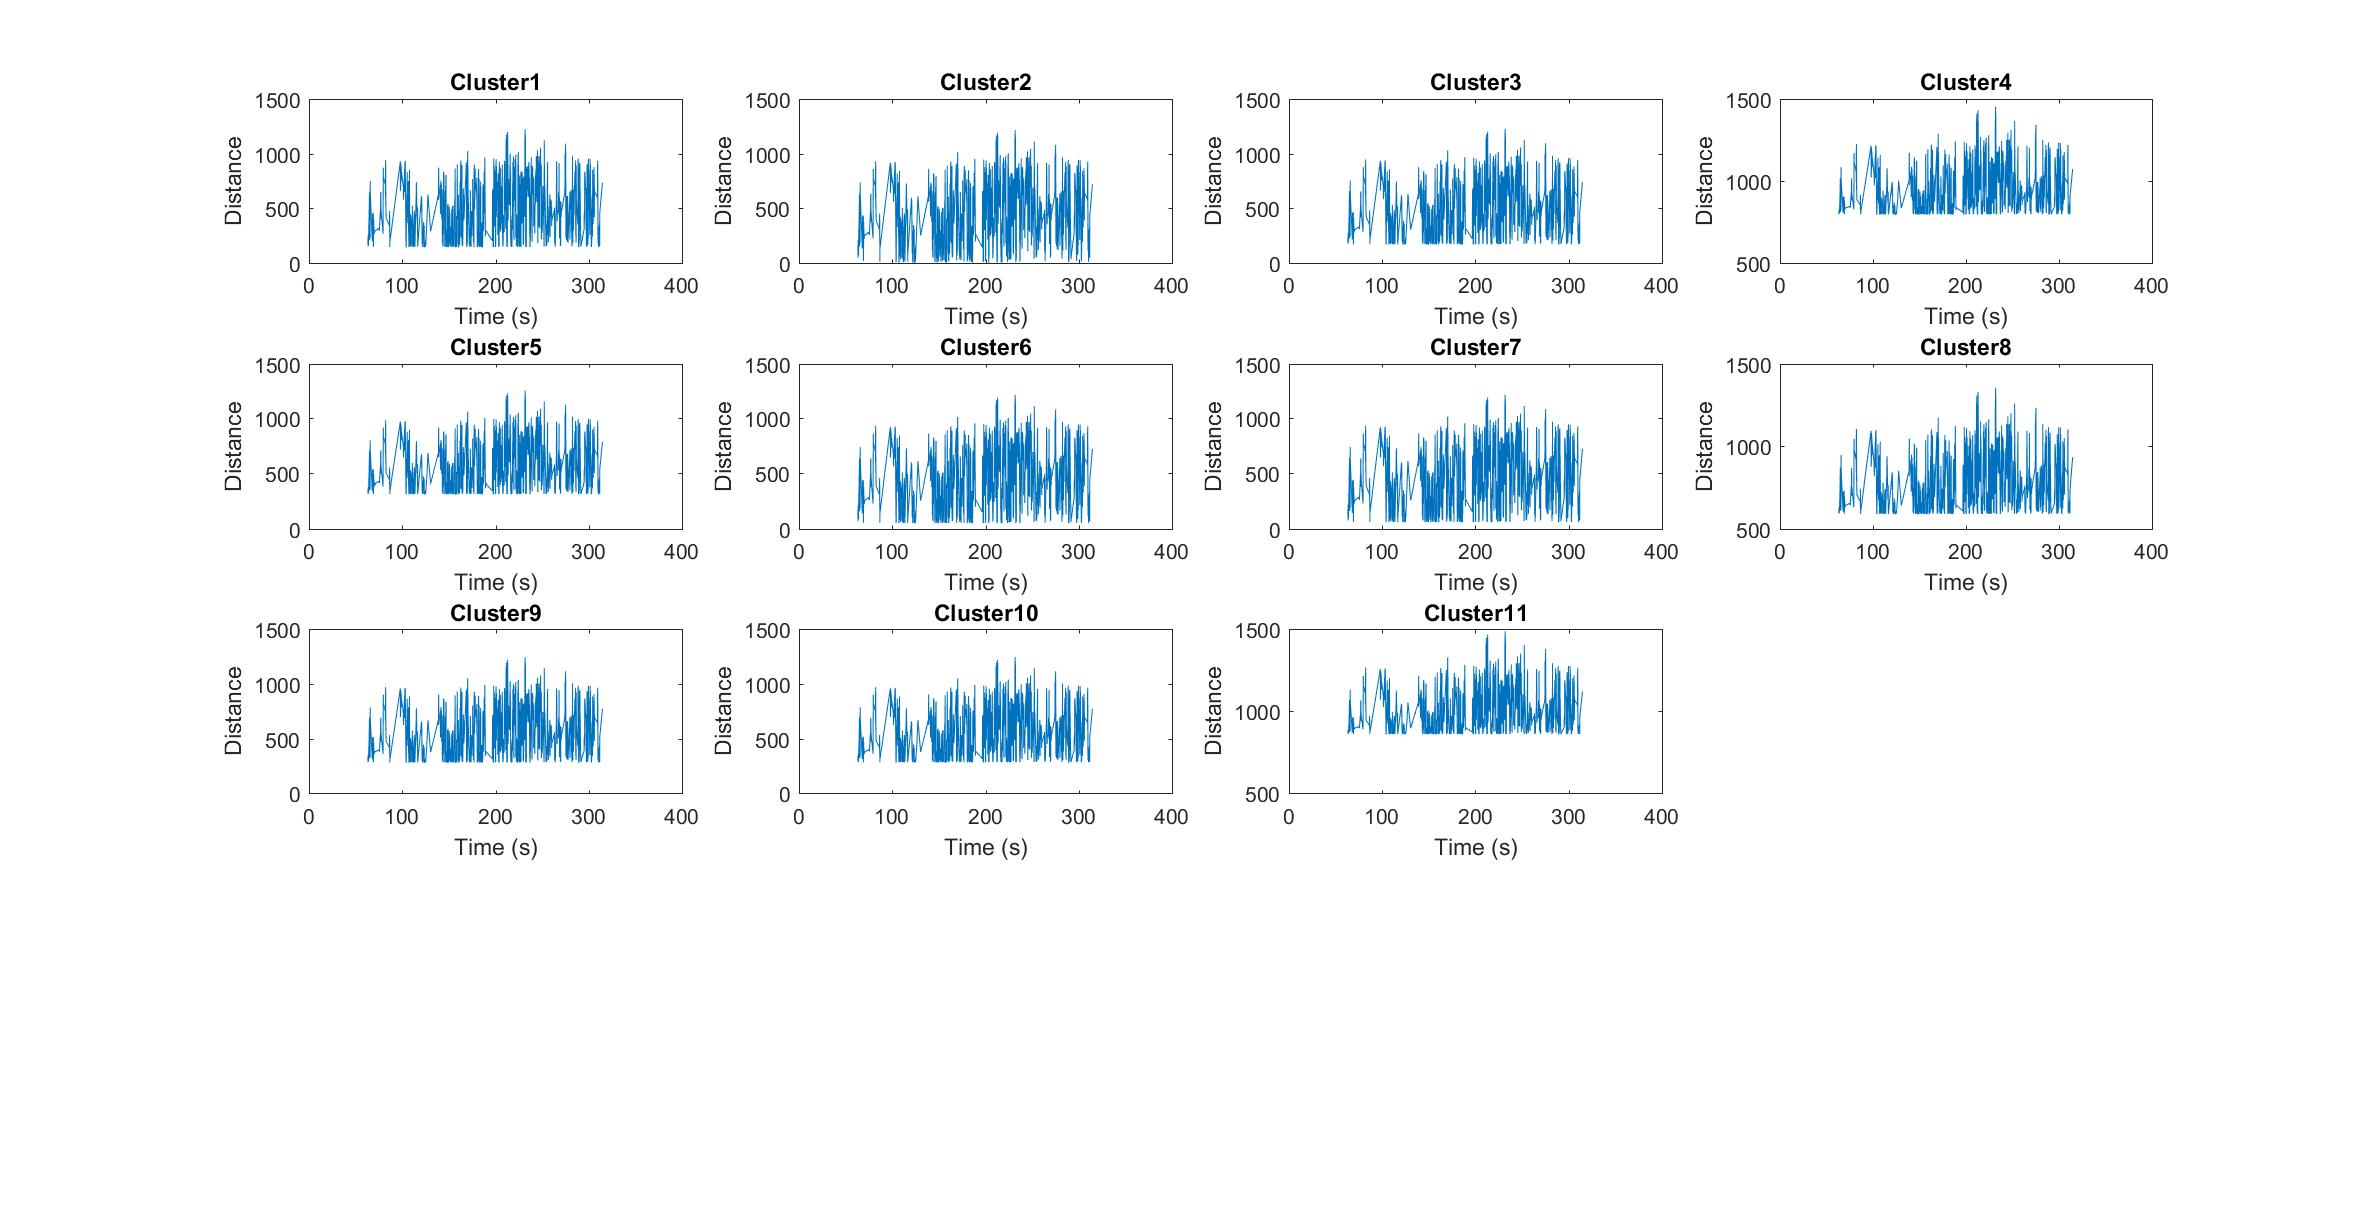 Cluster1 Cluster2 Cluster3 Cluster4
1500 1500 1500 1500
1000 1000 1000 1000
500 500 500
0 0 0 500
Distance Distance Distance Distance
0 100 200 300 400 0 100 200 300 400 0 100 200 300 400 0 100 200 300 400
Time (s) Time (s) Time (s) Time (s)
Cluster5 Cluster6 Cluster7 Cluster8
1500 1500 1500 1500
1000 1000 1000 1000
500 500 500
0 0 0 500
Distance Distance Distance Distance
0 100 200 300 400 0 100 200 300 400 0 100 200 300 400 0 100 200 300 400
Time (s) Time (s) Time (s) Time (s)
Cluster9 Cluster10 Cluster11
1500 1500 1500
1000 1000 1000
500 500
0 0 500
Distance Distance Distance
0 100 200 300 400 0 100 200 300 400 0 100 200 300 400
Time (s) Time (s) Time (s)